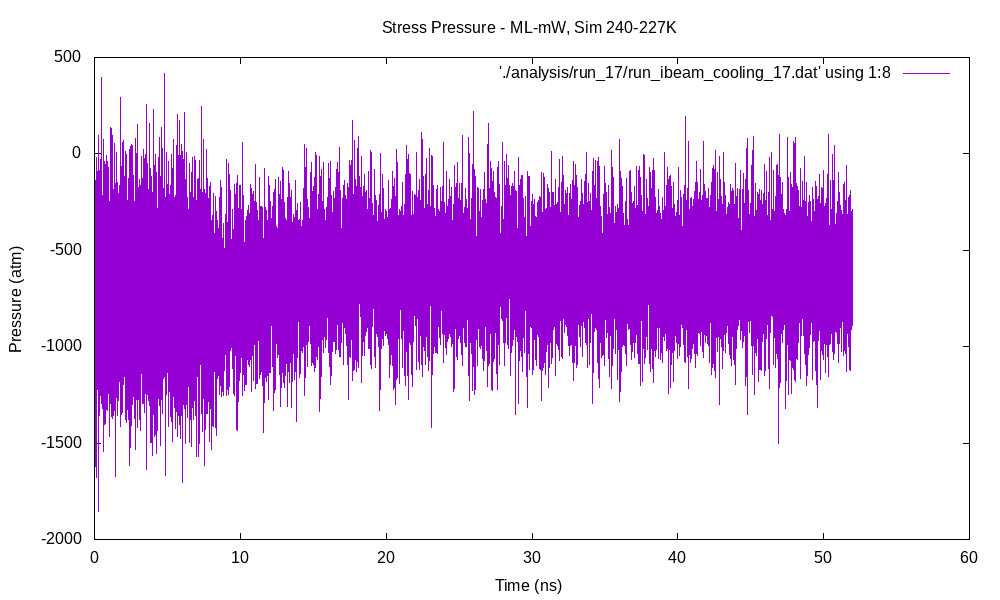 Stress Pressure - ML-mW, Sim 240-227K
'./analysis/run_17/run_ibeam_cooling_17.dat' using 1:8
500
0
-500
-1000
-1500
-2000
Pressure (atm)
0 10 20 30 40 50 60
Time (ns)